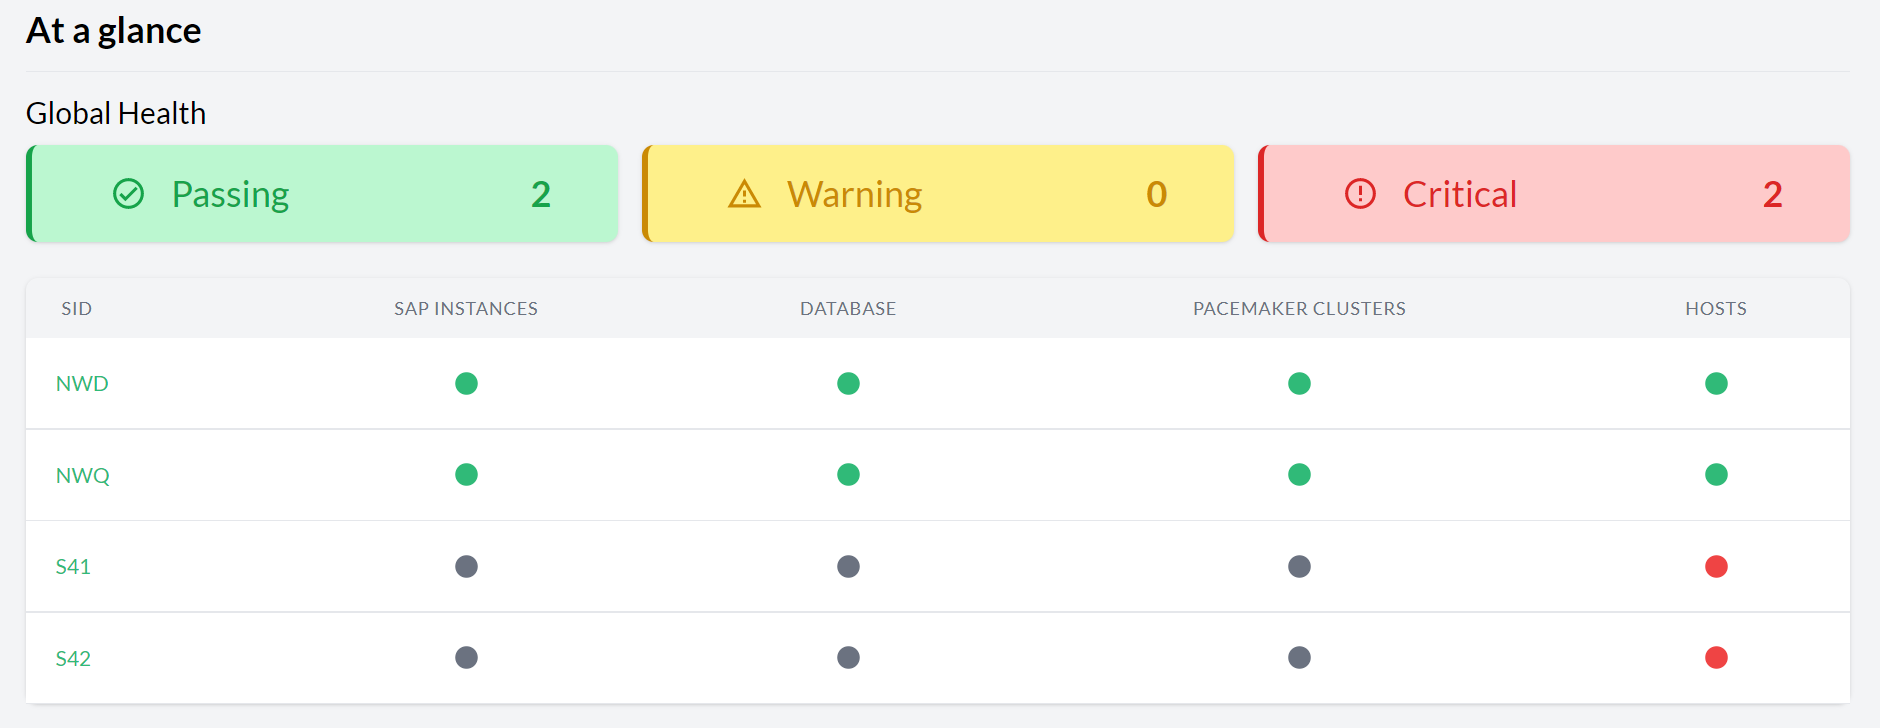 At a glance
Global Health
Passing 2
Warning 0
Critical 2
SID SAP INSTANCES DATABASE PACEMAKER CLUSTERS HOSTS
NWD
NWQ
S41
S42